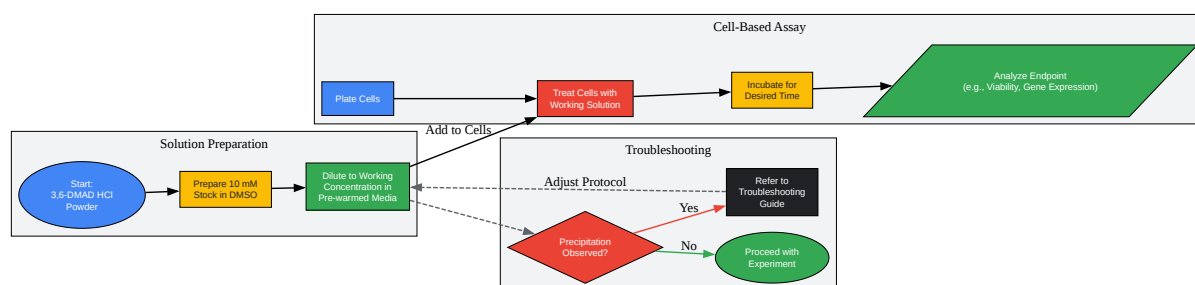 Cell-Based Assay
Plate Cells
Treat Cells with
Working Solution
Incubate for
Desired Time
Analyze Endpoint
(e.g., Viability, Gene Expression)
Add to Cells
Solution Preparation
Start:
3,6-DMAD HCl
Powder
Prepare 10 mM
Stock in DMSO
Dilute to Working
Concentration in
Pre-warmed Media
Troubleshooting
Adjust Protocol
Refer to
Troubleshooting
Guide
Yes
Precipitation
Observed?
No
Proceed with
Experiment